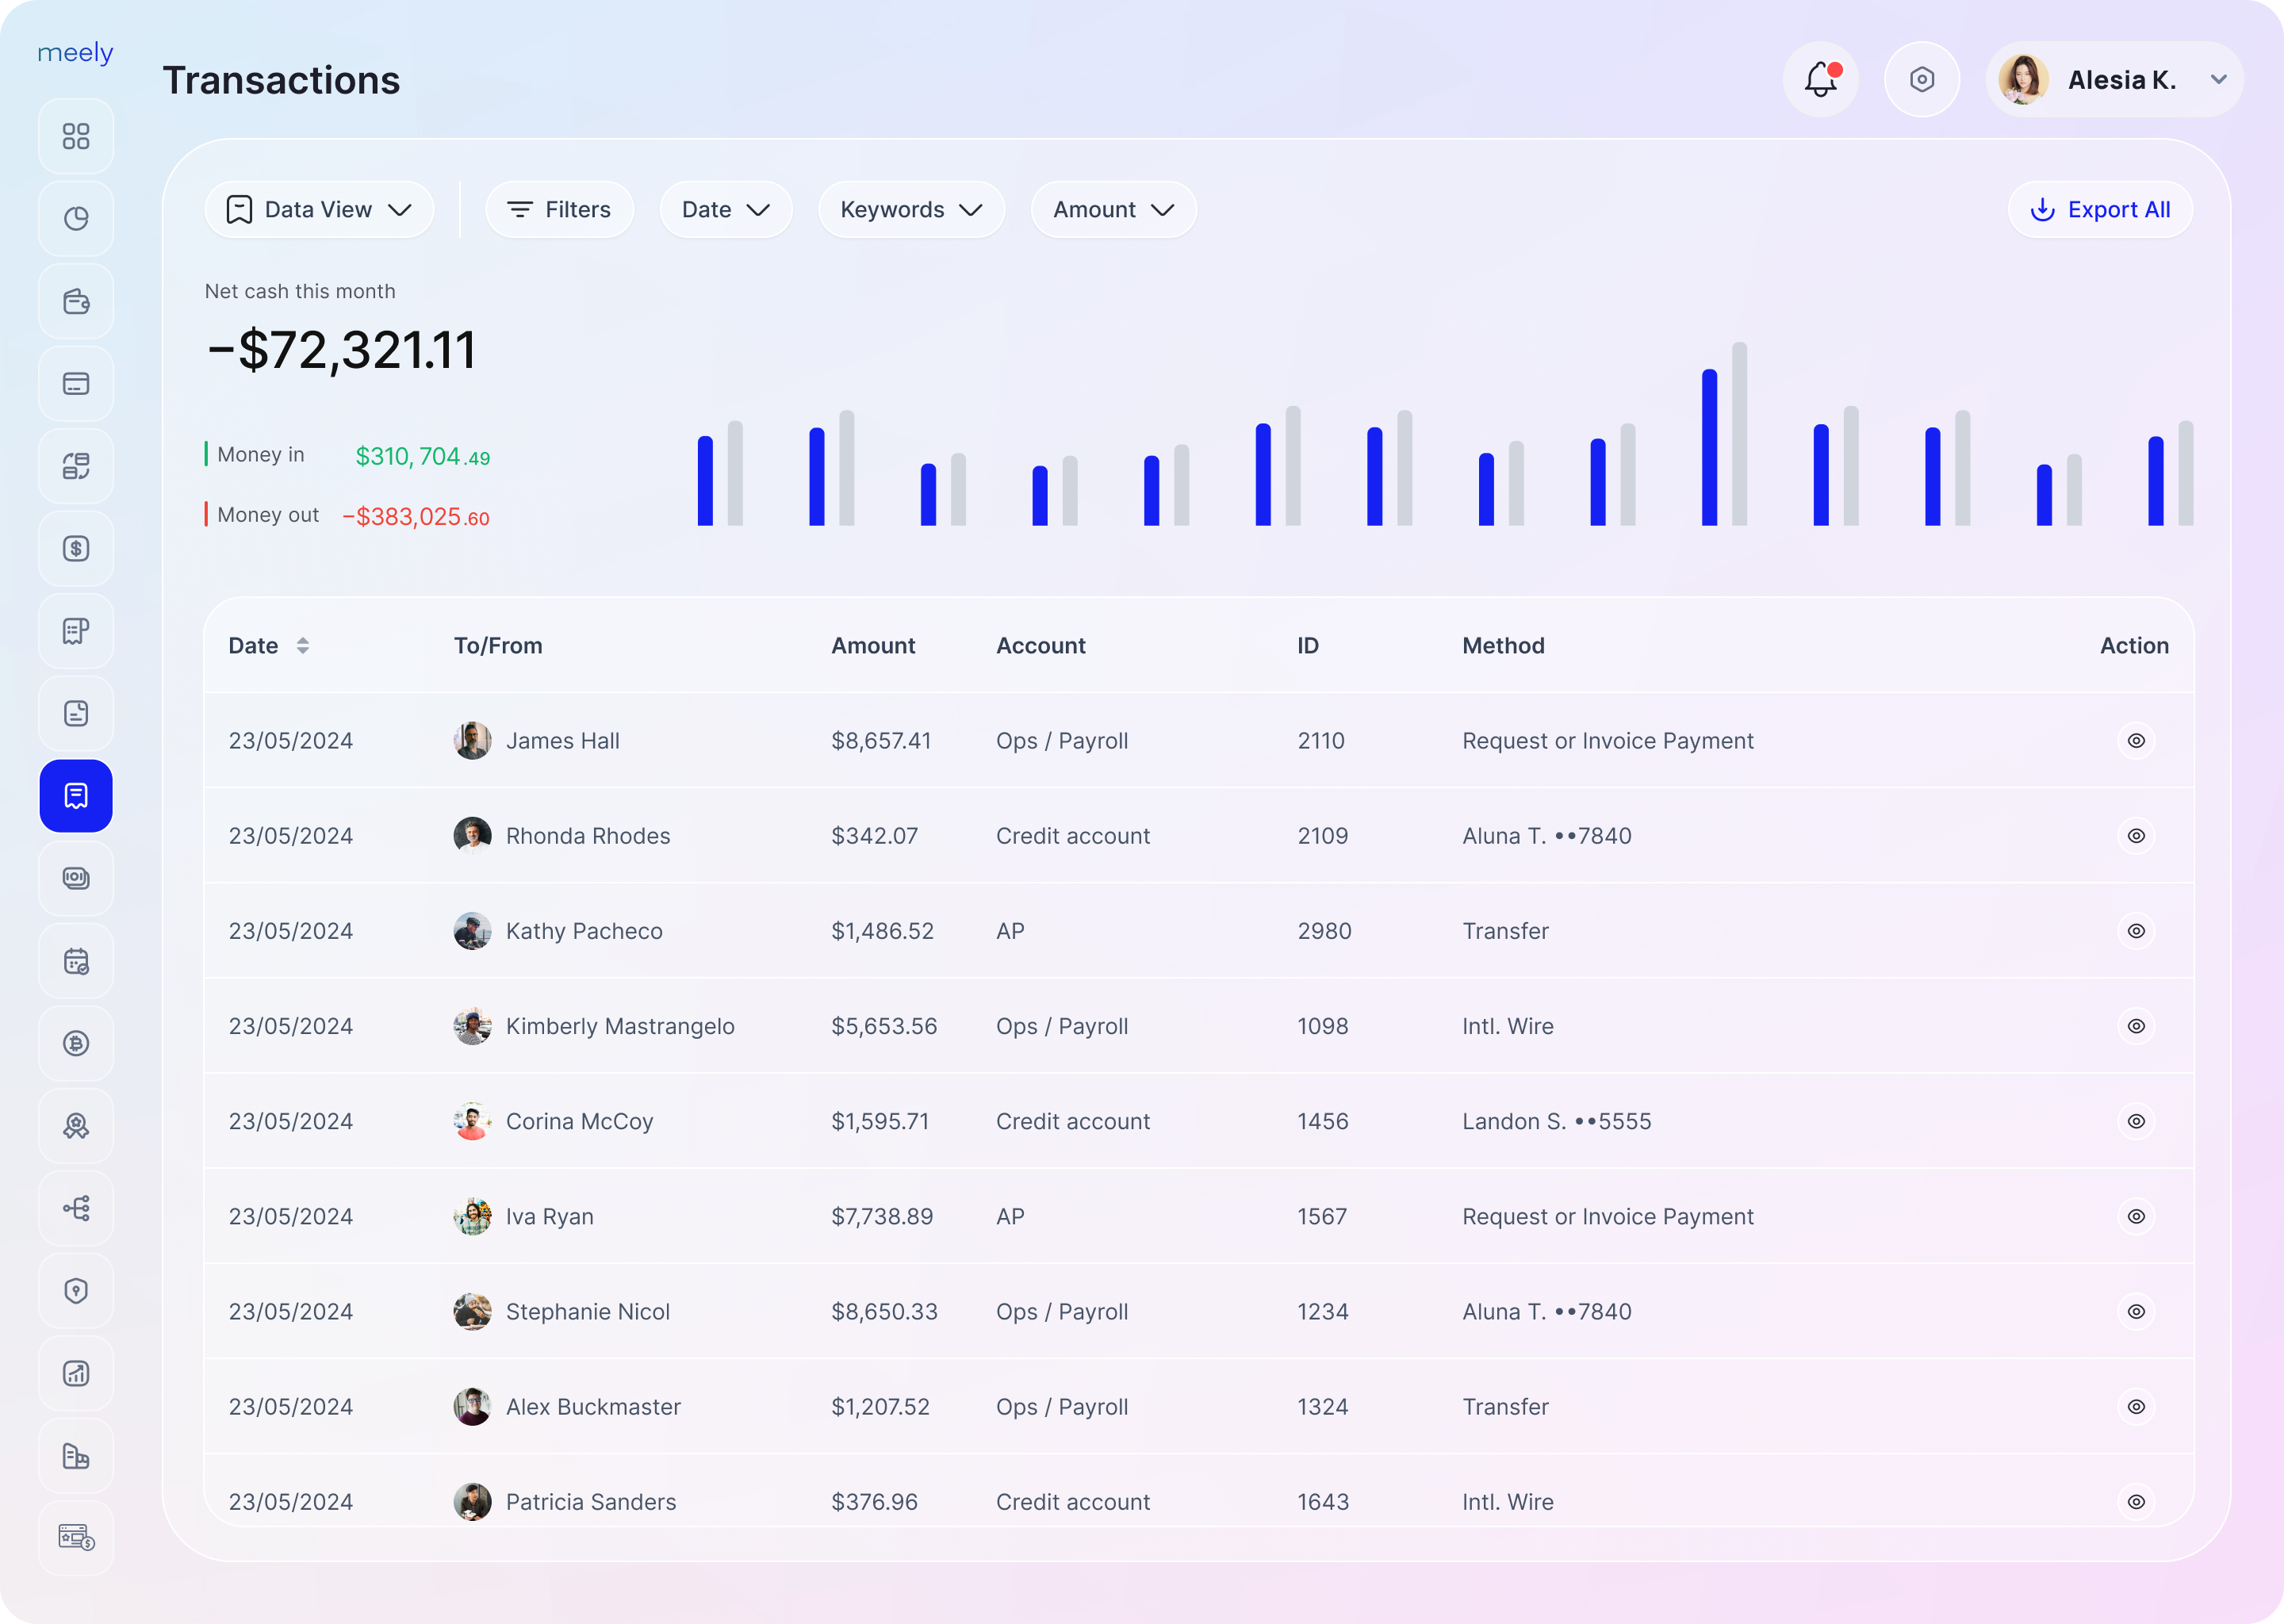 meely
Transactions
Alesia K.
Data View
Filters
Date
Keywords
Amount
Export All
Net cash this month
−$72,321.11
Money in $310, 704.49
Money out −$383,025.60
Date To/From Amount Account ID Method Action
23/05/2024 James Hall $8,657.41 Ops / Payroll 2110 Request or Invoice Payment
23/05/2024 Rhonda Rhodes $342.07 Credit account 2109 Aluna T. ••7840
23/05/2024 Kathy Pacheco $1,486.52 AP 2980 Transfer
23/05/2024 Kimberly Mastrangelo $5,653.56 Ops / Payroll 1098 Intl. Wire
23/05/2024 Corina McCoy $1,595.71 Credit account 1456 Landon S. ••5555
23/05/2024 Iva Ryan $7,738.89 AP 1567 Request or Invoice Payment
23/05/2024 Stephanie Nicol $8,650.33 Ops / Payroll 1234 Aluna T. ••7840
23/05/2024 Alex Buckmaster $1,207.52 Ops / Payroll 1324 Transfer
23/05/2024 Patricia Sanders $376.96 Credit account 1643 Intl. Wire